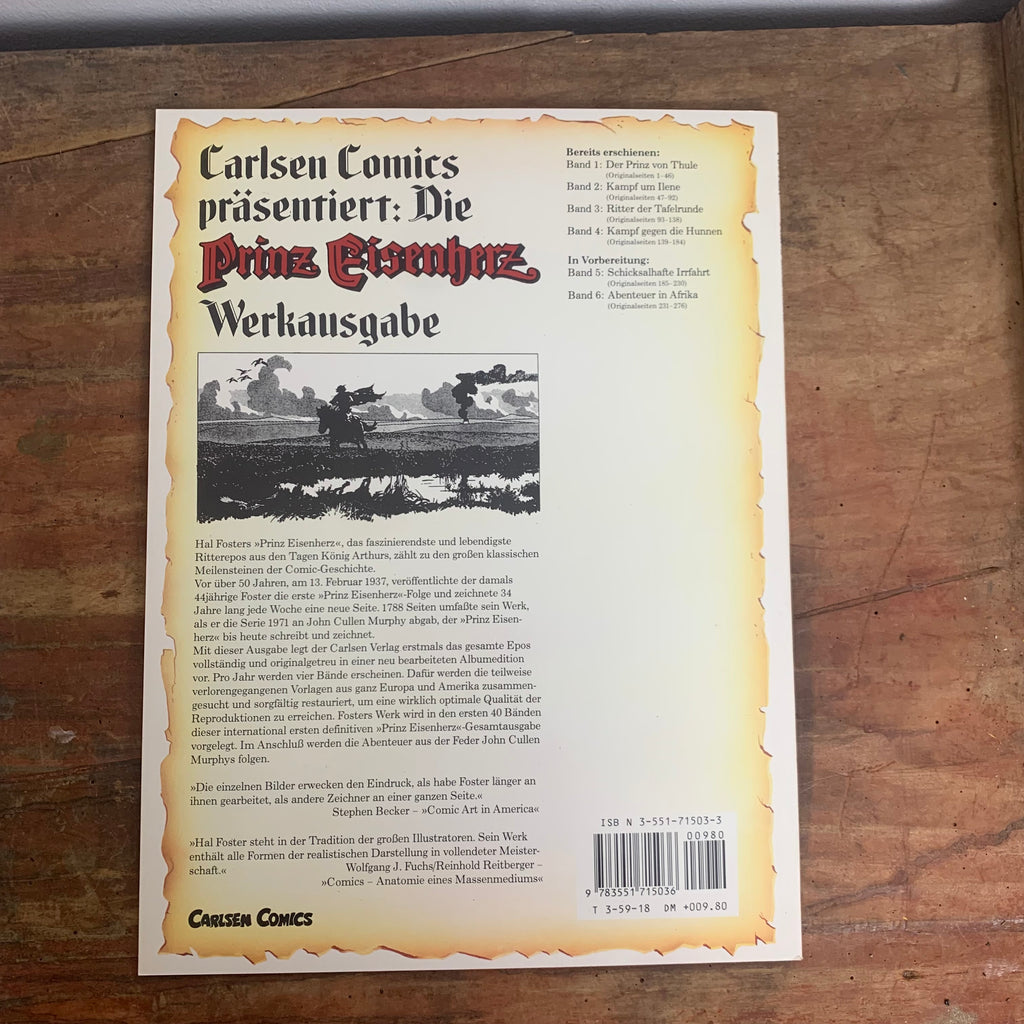 Carlsen Comics
präsentiert: Die
Prinz Eisenherz
Werkausgabe
Hal Fosters »Prinz Eisenherz«, das faszinierendste und lebendigste
Ritterepos aus den Tagen König Arthurs, zählt zu den großen klassischen
Meilensteinen der Comic-Geschichte.
Vor über 50 Jahren, am 13. Februar 1937, veröffentlichte der damals
44jährige Foster die erste »Prinz Eisenherz«-Folge und zeichnete 34
Jahre lang jede Woche eine neue Seite. 1788 Seiten umfaßte sein Werk,
als er die Serie 1971 an John Cullen Murphy abgab, der »Prinz Eisen-
herz« bis heute schreibt und zeichnet.
Mit dieser Ausgabe legt der Carlsen Verlag erstmals das gesamte Epos
vollständig und originalgetreu in einer neu bearbeiteten Albumedition
vor. Pro Jahr werden vier Bände erscheinen. Dafür werden die teilweise
verlorengegangenen Vorlagen aus ganz Europa und Amerika zusammen-
gesucht und sorgfältig restauriert, um eine wirklich optimale Qualität der
Reproduktionen zu erreichen. Fosters Werk wird in den ersten 40 Bänden
dieser international ersten definitiven »Prinz Eisenherz«-Gesamtausgabe
vorgelegt. Im Anschluß werden die Abenteuer aus der Feder John Cullen
Murphys folgen.
»Die einzelnen Bilder erwecken den Eindruck, als habe Foster länger an
ihnen gearbeitet, als andere Zeichner an einer ganzen Seite.«
Stephen Becker – »Comic Art in America«
»Hal Foster steht in der Tradition der großen Illustratoren. Sein Werk
enthält alle Formen der realistischen Darstellung in vollendeter Meister-
schaft.« Wolfgang J. Fuchs/Reinhold Reitberger –
»Comics – Anatomie eines Massenmediums«
CARLSEN COMICS
Bereits erschienen:
Band 1: Der Prinz von Thule
(Originalseiten 1–46)
Band 2: Kampf um Ilene
(Originalseiten 47–92)
Band 3: Ritter der Tafelrunde
(Originalseiten 93–138)
Band 4: Kampf gegen die Hunnen
(Originalseiten 139–184)
In Vorbereitung:
Band 5: Schicksalhafte Irrfahrt
(Originalseiten 185–230)
Band 6: Abenteuer in Afrika
(Originalseiten 231–276)
ISB N 3-551-71503-3
00980
9 783551 715036
T 3-59-18 DM +009.80